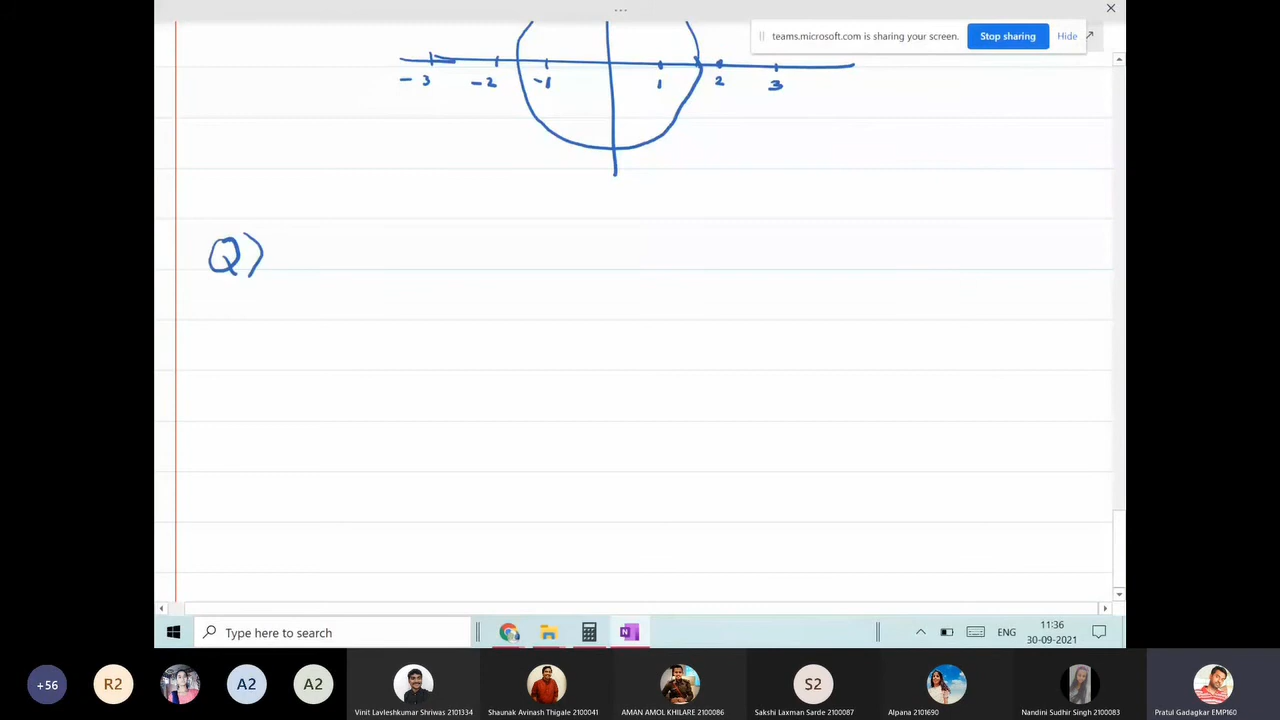 ...
teams.microsoft.com is sharing your screen. Stop sharing Hide
- 3 - 2 -1 1 2 3
Q)
Type here to search
ENG
11:36
30-09-2021
+56 R2 A2 A2 S2
Vinit Lavleshkumar Shriwas 2101334 Shaunak Avinash Thigale 2100041 AMAN AMOL KHILARE 2100086 Sakshi Laxman Sarde 2100087 Alpana 2101690 Nandini Sudhir Singh 2100083 Pratul Gadagkar EMP160